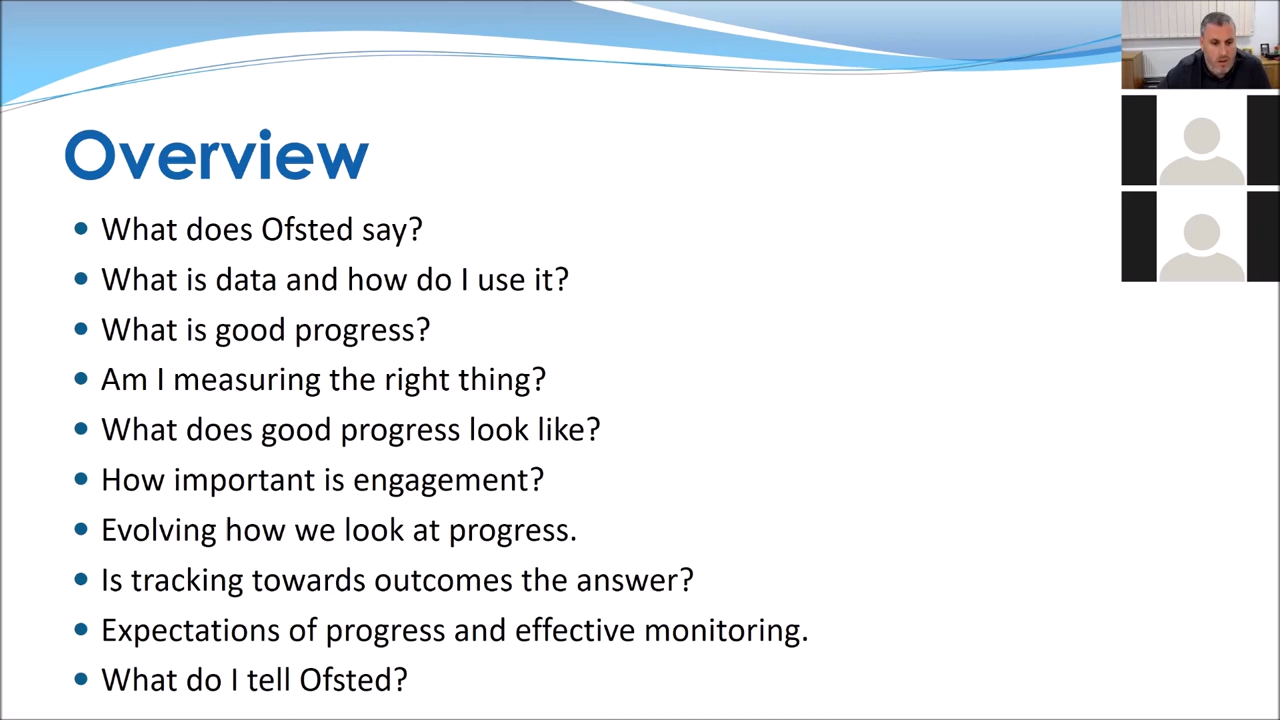 Overview
What does Ofsted say?
What is data and how do I use it?
What is good progress?
Am I measuring the right thing?
What does good progress look like?
How important is engagement?
Evolving how we look at progress.
Is tracking towards outcomes the answer?
Expectations of progress and effective monitoring.
What do I tell Ofsted?